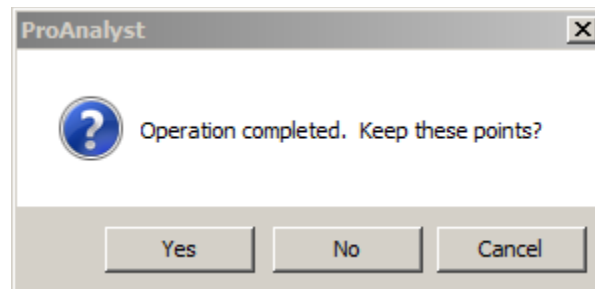 ProAnalyst
Operation completed. Keep these points?
Yes No Cancel